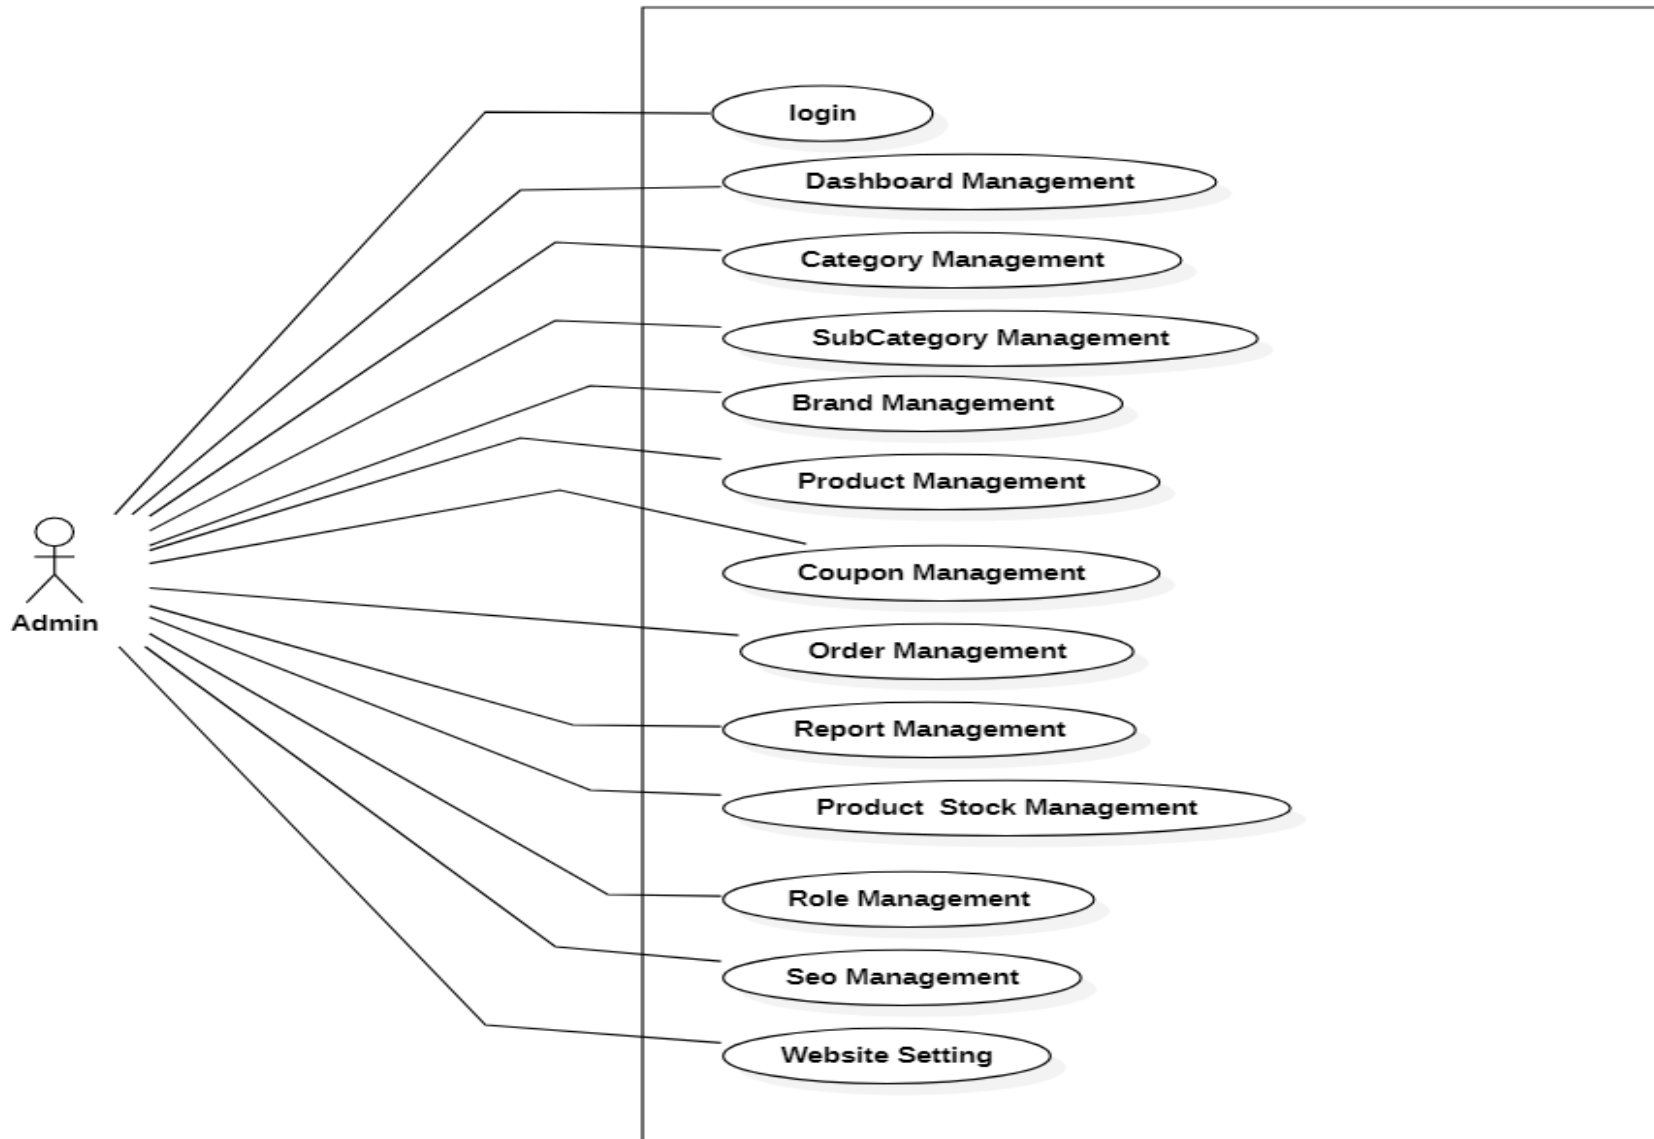 login
Dashboard Management
Category Management
SubCategory Management
Brand Management
Product Management
Coupon Management
Admin
Order Management
Report Management
Product  Stock Management
Role Management
Seo Management
Website Setting